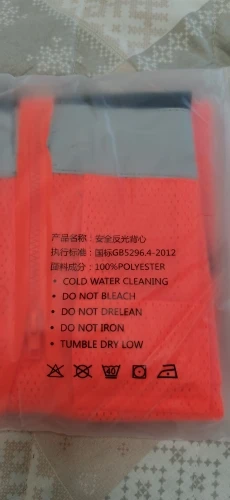 产品名称：安全反光背心
执行标准：国标GB5296.4-2012
面料成分：100%POLYESTER
• COLD WATER CLEANING
• DO NOT BLEACH
• DO NOT DRELEAN
• DO NOT IRON
• TUMBLE DRY LOW